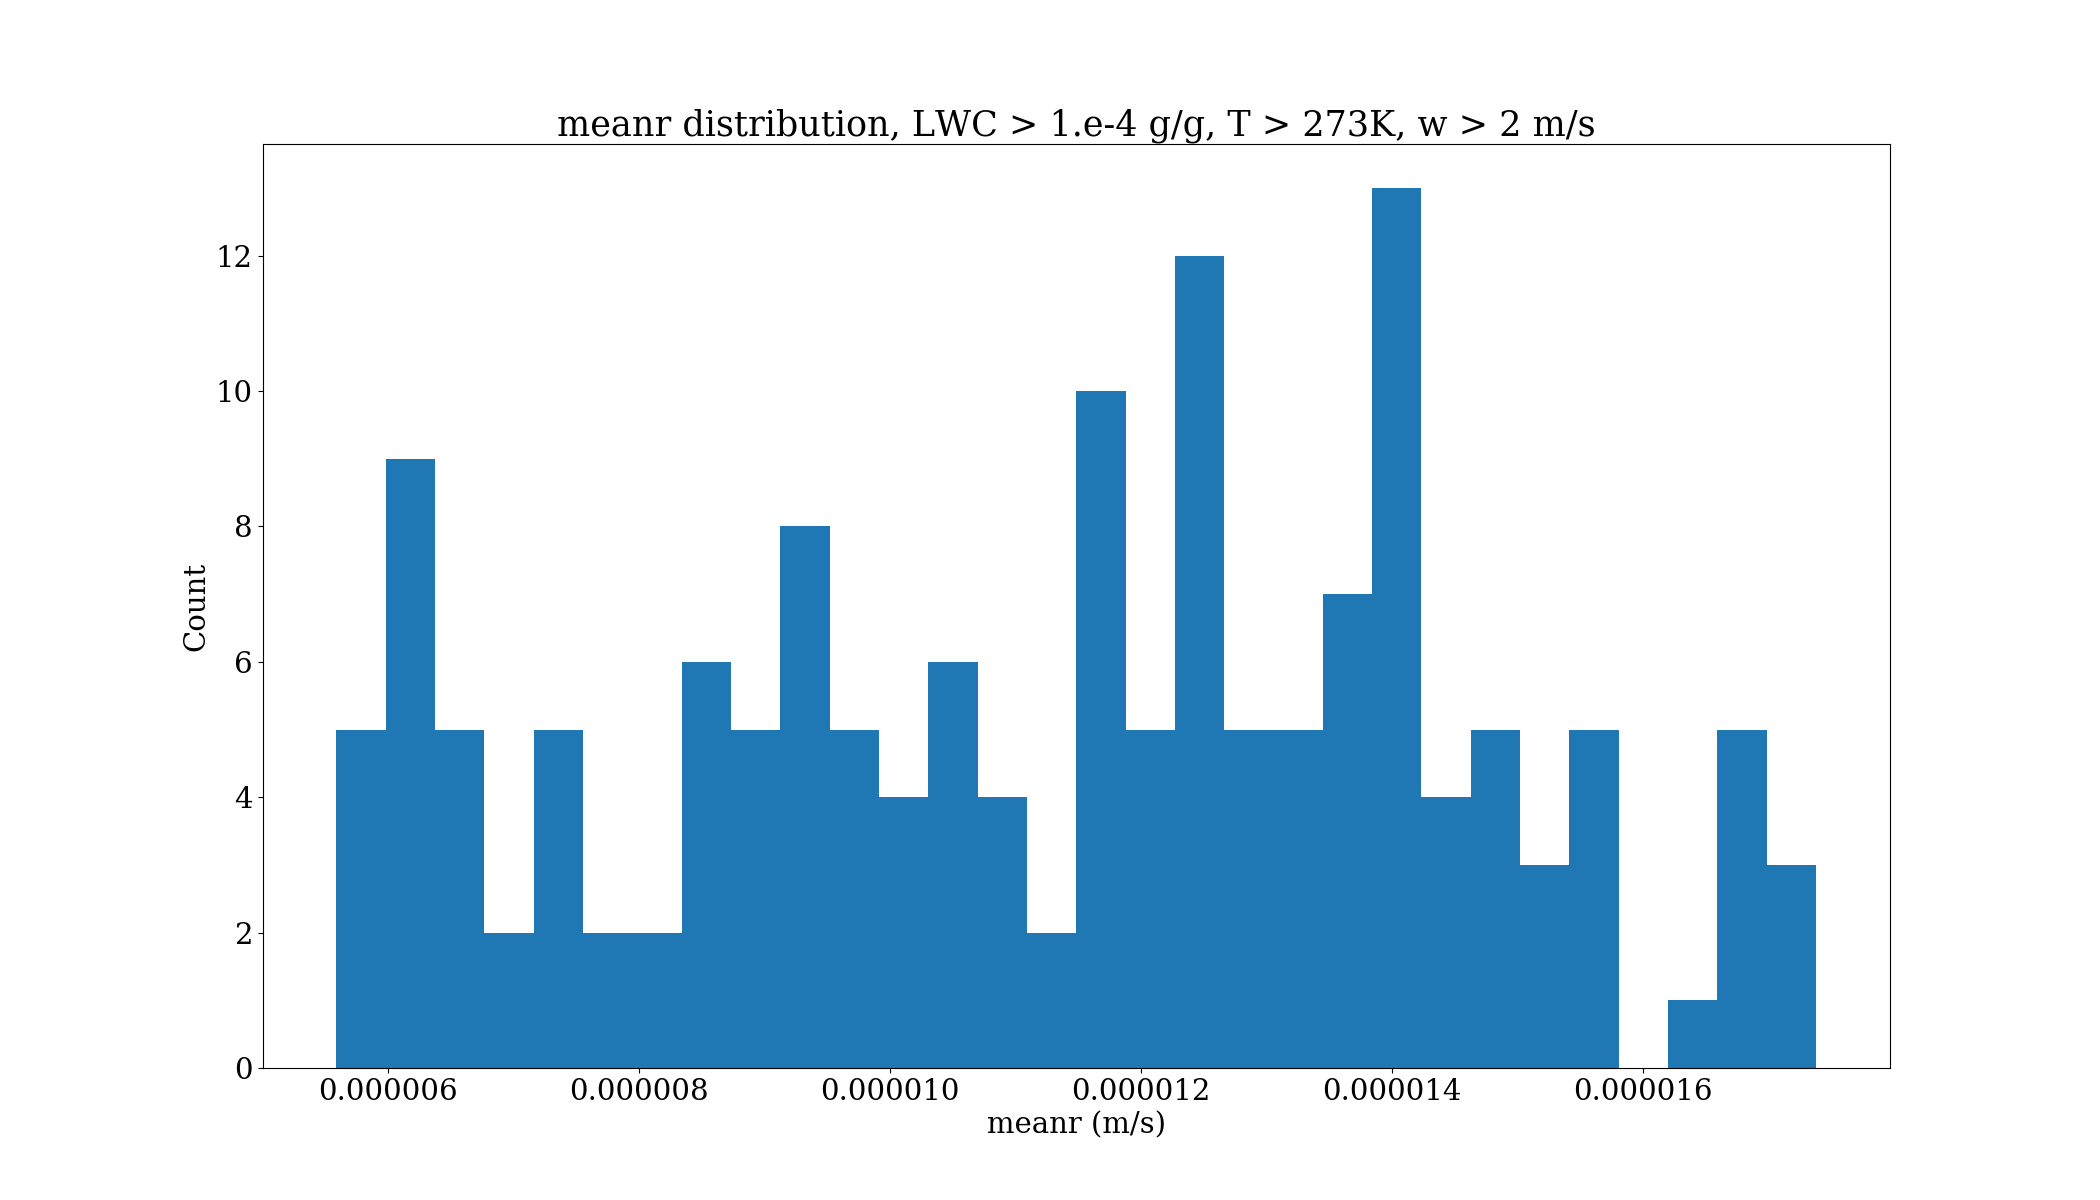 meanr distribution, LWC > 1.e-4 g/g, T > 273K, w > 2 m/s
12
10
8
6
4
2
0
Count
0.000006 0.000008 0.000010 0.000012 0.000014 0.000016
meanr (m/s)